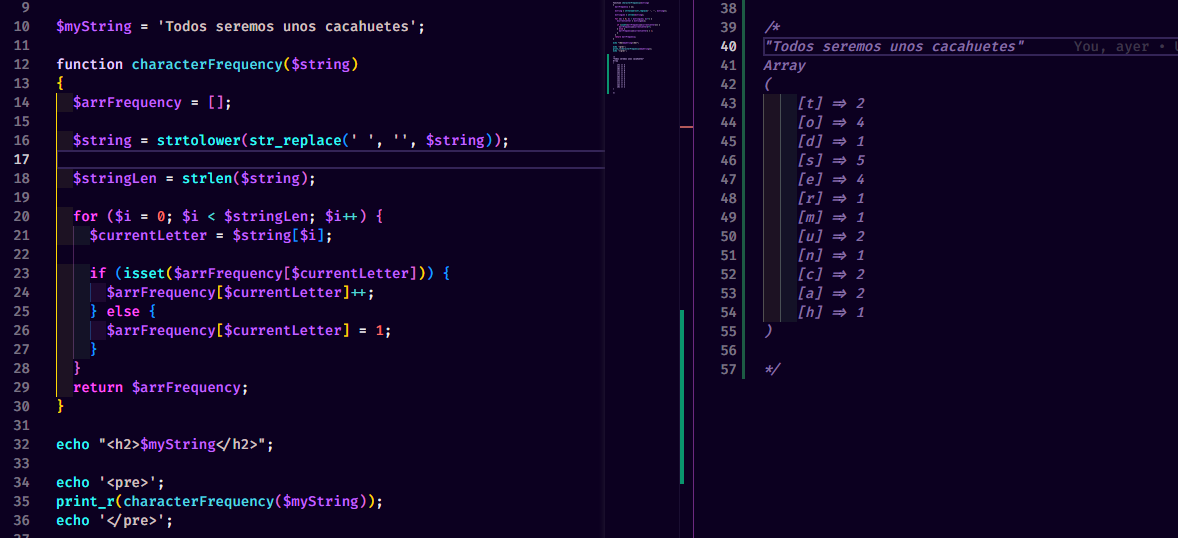 9
10 $myString = 'Todos seremos unos cacahuetes';
11
12 function characterFrequency($string)
13 {
14 $arrFrequency = [];
15
16 $string = strtolower(str_replace(' ', '', $string));
17
18 $stringLen = strlen($string);
19
20 for ($i = 0; $i < $stringLen; $i++) {
21 $currentLetter = $string[$i];
22
23 if (isset($arrFrequency[$currentLetter])) {
24 $arrFrequency[$currentLetter]++;
25 } else {
26 $arrFrequency[$currentLetter] = 1;
27 }
28 }
29 return $arrFrequency;
30 }
31
32 echo "<h2>$myString</h2>";
33
34 echo '<pre>';
35 print_r(characterFrequency($myString));
36 echo '</pre>';
38
39 /*
40 "Todos seremos unos cacahuetes" You, ayer •
41 Array
42 (
43 [t] => 2
44 [o] => 4
45 [d] => 1
46 [s] => 5
47 [e] => 4
48 [r] => 1
49 [m] => 1
50 [u] => 2
51 [n] => 1
52 [c] => 2
53 [a] => 2
54 [h] => 1
55 )
56
57 */